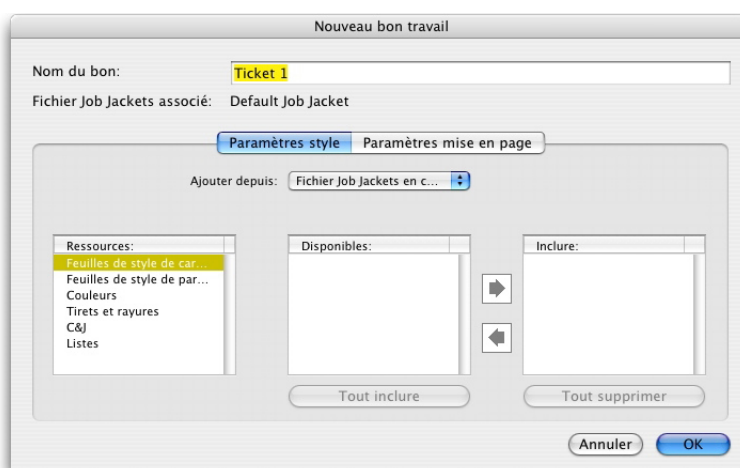 Nouveau bon travail
Nom du bon: Ticket 1
Fichier Job Jackets associé: Default Job Jacket
Paramètres style Paramètres mise en page
Ajouter depuis: Fichier Job Jackets en c...
Ressources: Disponibles: Inclure:
Feuilles de style de car...
Feuilles de style de par...
Couleurs
Tirets et rayures
C&J
Listes
Tout inclure Tout supprimer
Annuler OK